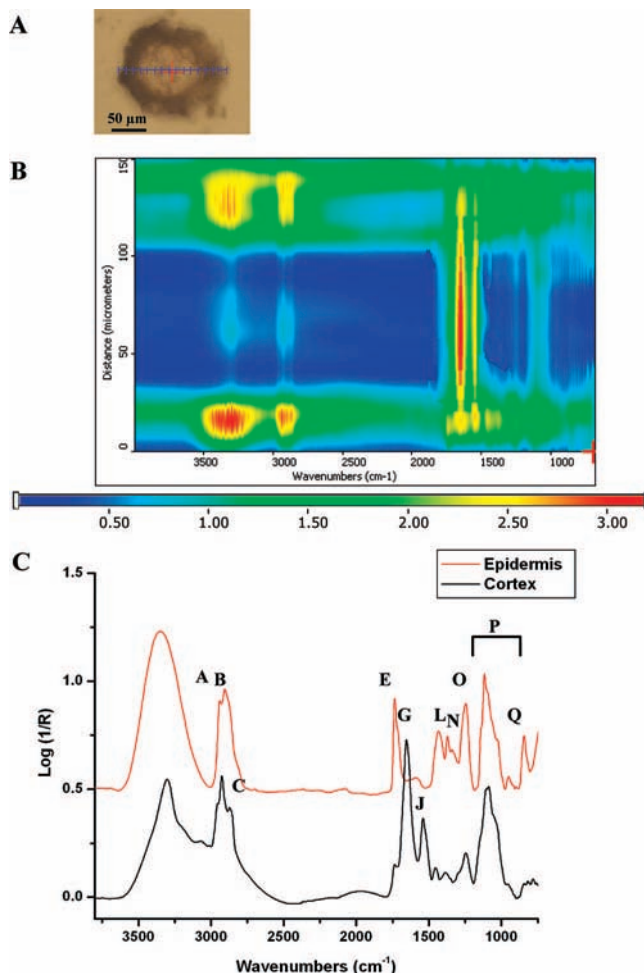 A
50 µm
B
Distance (micrometers)
150
100
50
0
3500 3000 2500 2000 1500 1000
Wavenumbers (cm-1)
0.50 1.00 1.50 2.00 2.50 3.00
C
Epidermis
Cortex
Log (1/R)
1.5
1.0
0.5
0.0
A B C E G J L N O P Q
3500 3000 2500 2000 1500 1000
Wavenumbers (cm⁻¹)